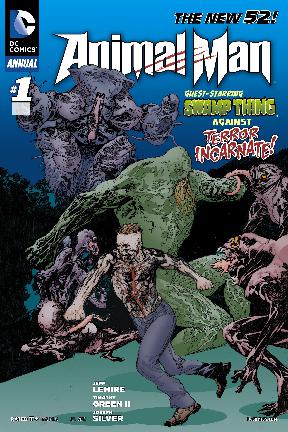 THE NEW 52!
DC COMICS™
ANNUAL
#1
ANIMAL MAN
GUEST-STARRING
SWAMP THING
AGAINST
TERROR
INCARNATE!
JEFF
LEMIRE
TIMOTHY
GREEN II
JOSEPH
SILVER